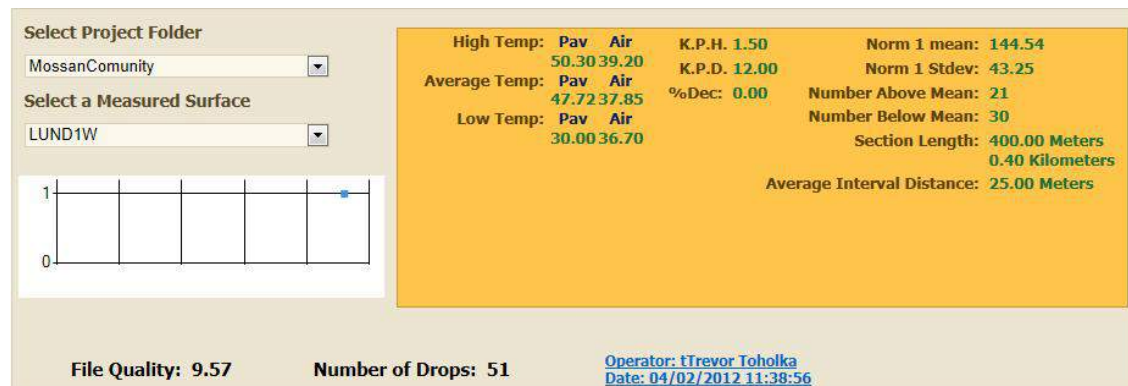 Select Project Folder
MossanComunity
Select a Measured Surface
LUND1W
1
0
High Temp: Pav Air
50.30 39.20
Average Temp: Pav Air
47.72 37.85
Low Temp: Pav Air
30.00 36.70
K.P.H. 1.50
K.P.D. 12.00
%Dec: 0.00
Norm 1 mean: 144.54
Norm 1 Stdev: 43.25
Number Above Mean: 21
Number Below Mean: 30
Section Length: 400.00 Meters
0.40 Kilometers
Average Interval Distance: 25.00 Meters
File Quality: 9.57
Number of Drops: 51
Operator: tTrevor Toholka
Date: 04/02/2012 11:38:56